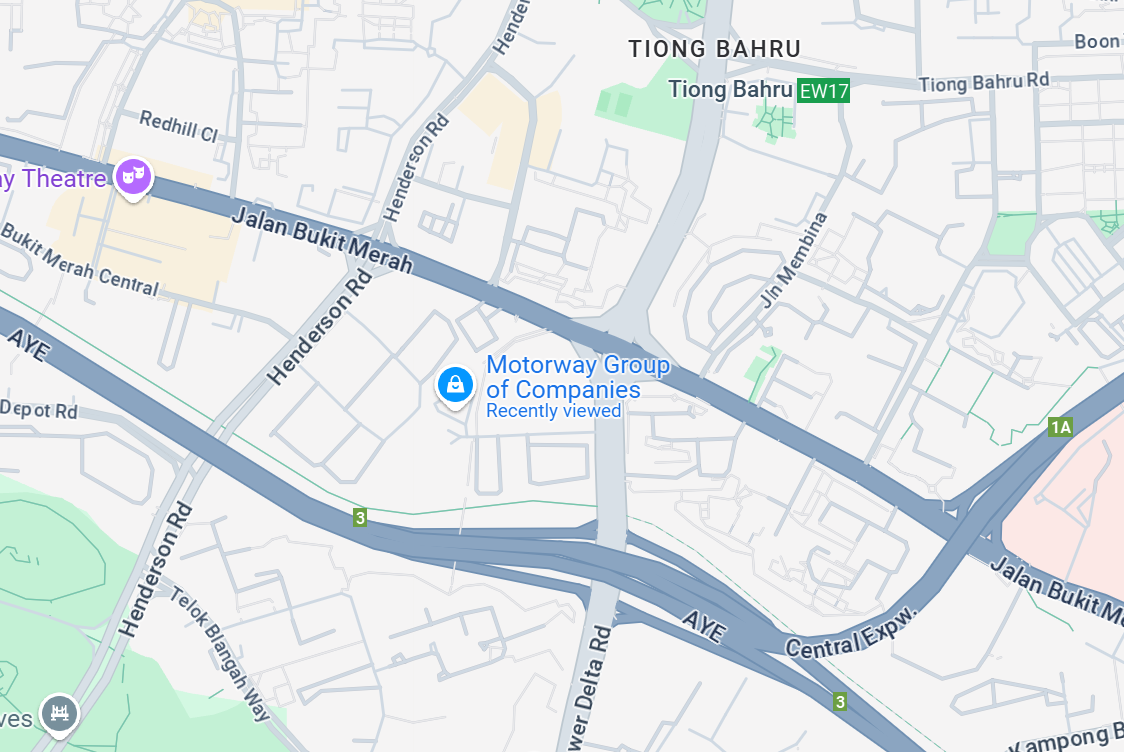 Hender
TIONG BAHRU
Boon
Tiong Bahru EW17
Tiong Bahru Rd
Redhill Cl
Henderson Rd
ay Theatre
Jalan Bukit Merah
Jln Membina
Bukit Merah Central
Henderson Rd
AYE
Motorway Group
of Companies
Recently viewed
Depot Rd
1A
3
Henderson Rd
Jalan Bukit Me
Telok Blangah Way
AYE
Central Expw.
wer Delta Rd
3
ves
Kampong B